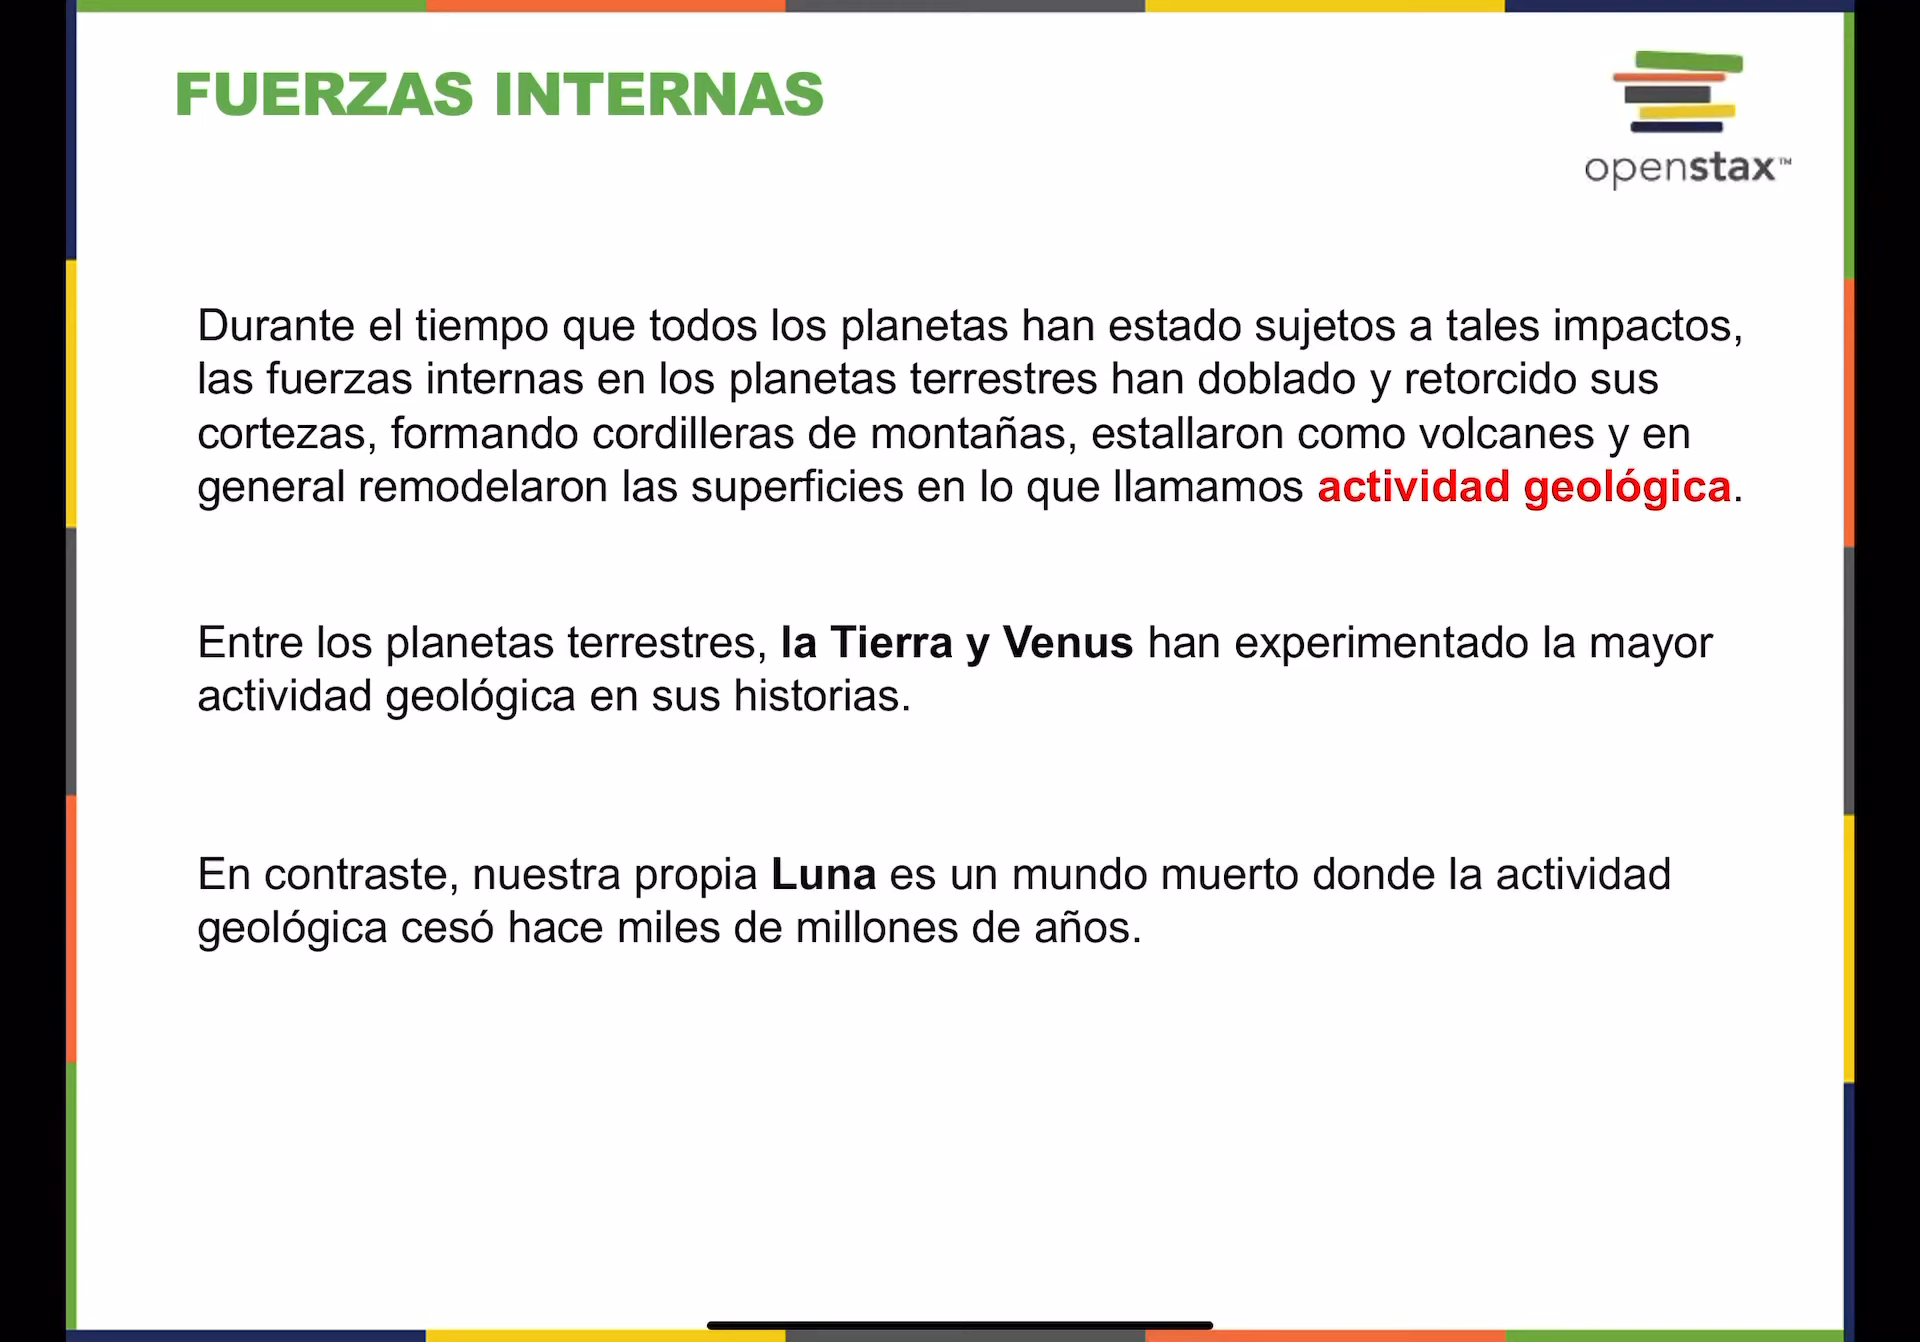 FUERZAS INTERNAS
openstax™
Durante el tiempo que todos los planetas han estado sujetos a tales impactos,
las fuerzas internas en los planetas terrestres han doblado y retorcido sus
cortezas, formando cordilleras de montañas, estallaron como volcanes y en
general remodelaron las superficies en lo que llamamos actividad geológica.
Entre los planetas terrestres, la Tierra y Venus han experimentado la mayor
actividad geológica en sus historias.
En contraste, nuestra propia Luna es un mundo muerto donde la actividad
geológica cesó hace miles de millones de años.